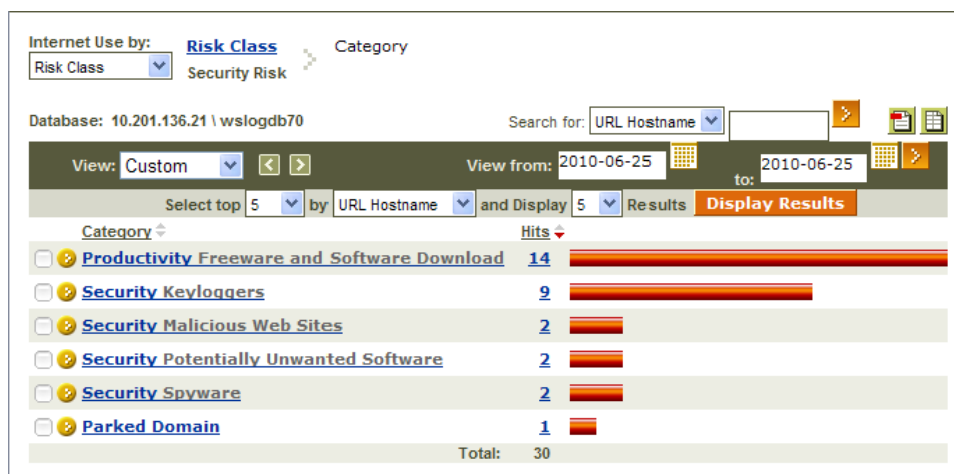 Internet Use by: Risk Class Category
Risk Class Security Risk
Database: 10.201.136.21 \ wslogdb70 Search for: URL Hostname
View: Custom View from: 2010-06-25 to: 2010-06-25
Select top 5 by URL Hostname and Display 5 Results Display Results
Category Hits
Productivity Freeware and Software Download 14
Security Keyloggers 9
Security Malicious Web Sites 2
Security Potentially Unwanted Software 2
Security Spyware 2
Parked Domain 1
Total: 30